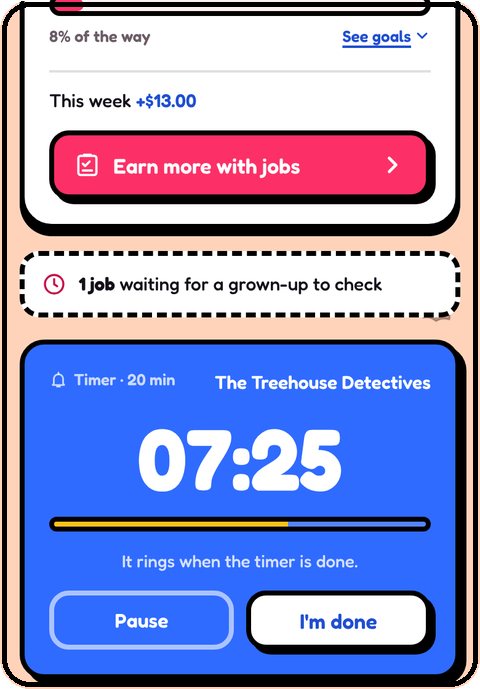 8% of the way
See goals
This week +$13.00
Earn more with jobs
1 job waiting for a grown-up to check
Timer · 20 min
The Treehouse Detectives
07:25
It rings when the timer is done.
Pause
I'm done